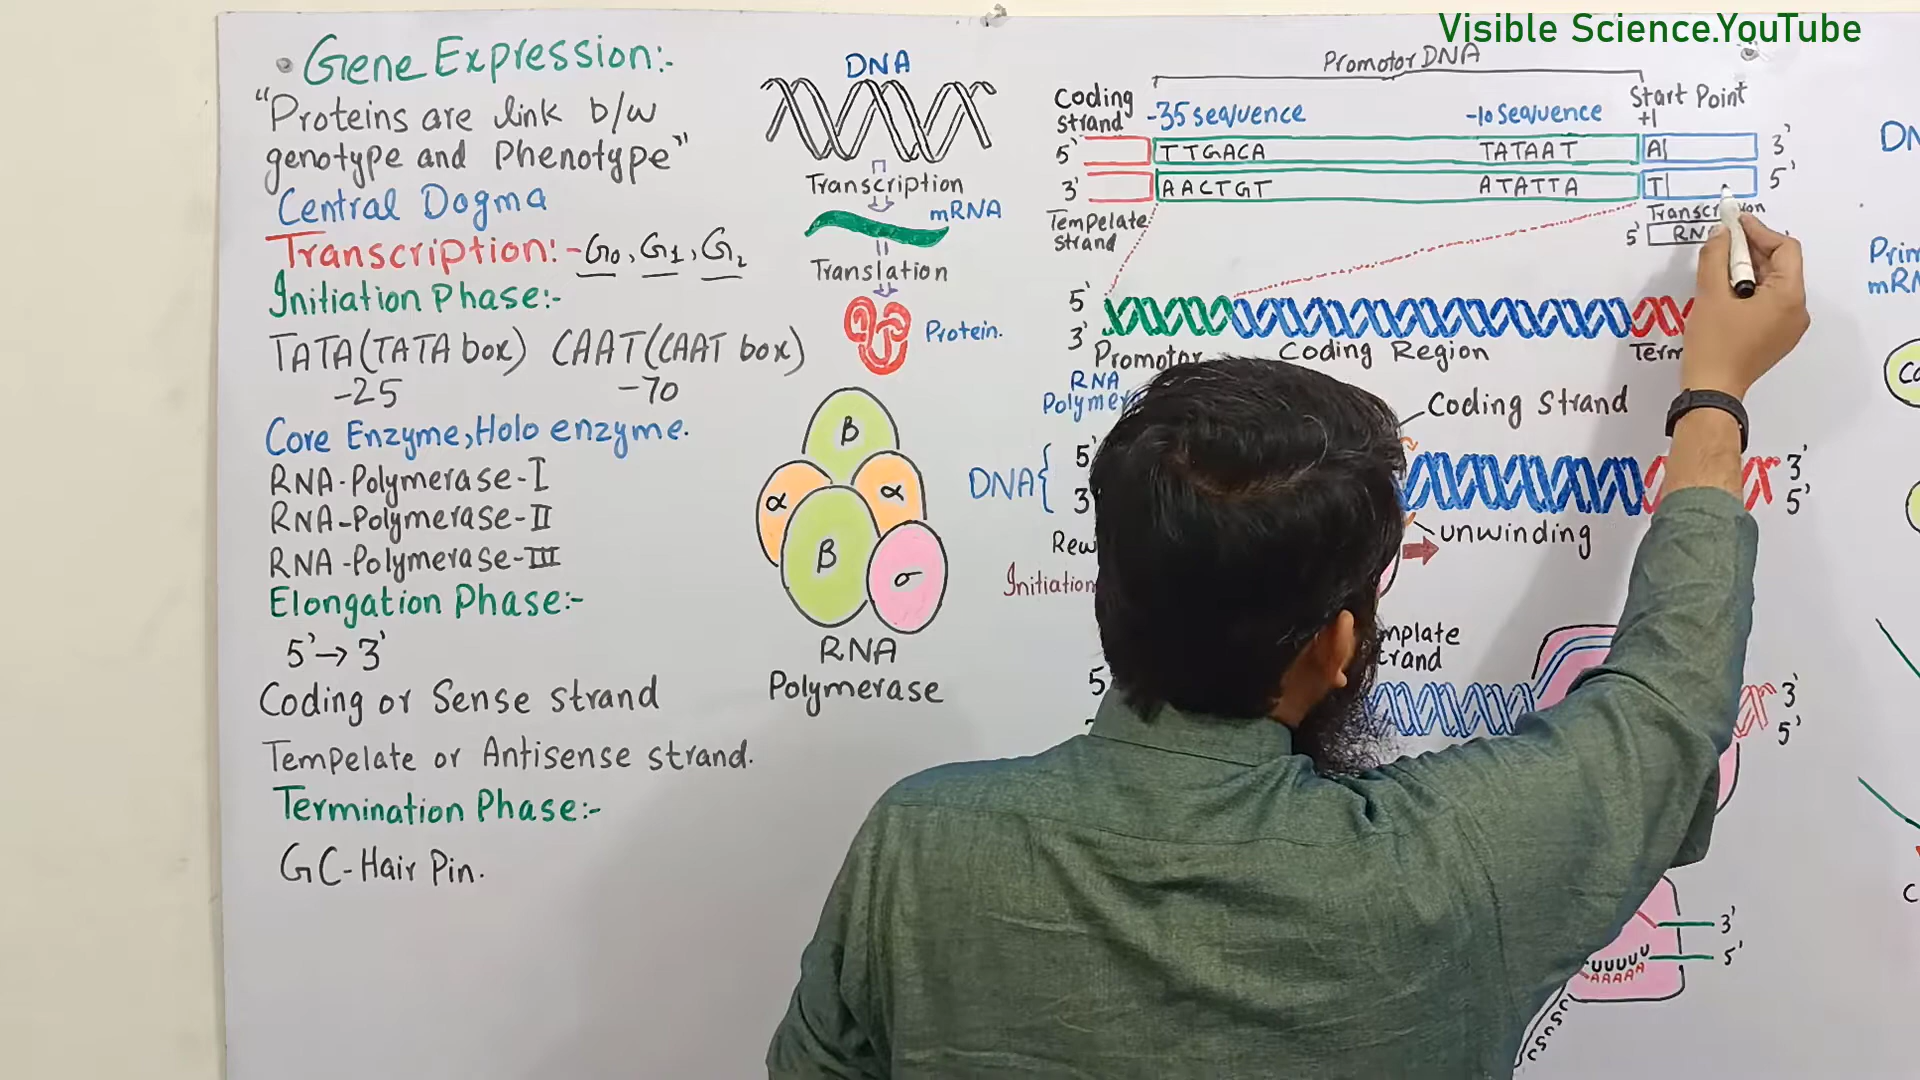 Visible Science.YouTube
Gene Expression:-
"Proteins are link b/w
genotype and Phenotype"
Central Dogma
Transcription:- G0, G1, G2
Initiation Phase:-
TATA(TATA box) CAAT(CAAT box)
-25 -70
Core Enzyme, Holo enzyme.
RNA-Polymerase-I
RNA-Polymerase-II
RNA-Polymerase-III
Elongation Phase:-
5'→3'
Coding or Sense strand
Tempelate or Antisense strand.
Termination Phase:-
GC-Hair Pin.
DNA
Transcription
mRNA
Translation
Protein.
β
α α
β
σ
RNA
Polymerase
Promotor DNA
Coding
strand
-35 sequence -10 sequence
Start Point
+1
5' TTGACA TATAAT A 3'
3' AACTGT ATATTA T 5'
Tempelate
strand
5'
5'
3'
Promotor Coding Region
RNA
Coding Strand
DNA{
5' 3'
3' 5'
unwinding
Initiation
5' 3'
5'
3'
5'
UUUUU
AAAAA